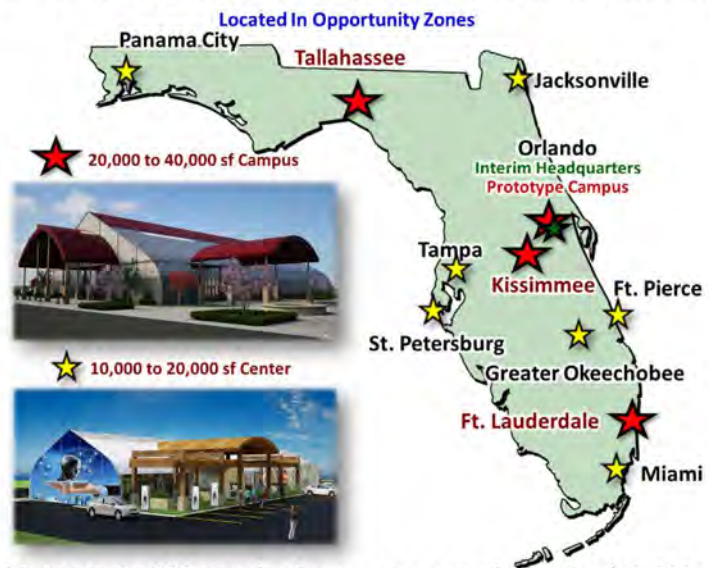 Located In Opportunity Zones
Panama City
Tallahassee
Jacksonville
20,000 to 40,000 sf Campus
Orlando
Interim Headquarters
Prototype Campus
Tampa
Kissimmee
Ft. Pierce
St. Petersburg
10,000 to 20,000 sf Center
Greater Okeechobee
Ft. Lauderdale
Miami